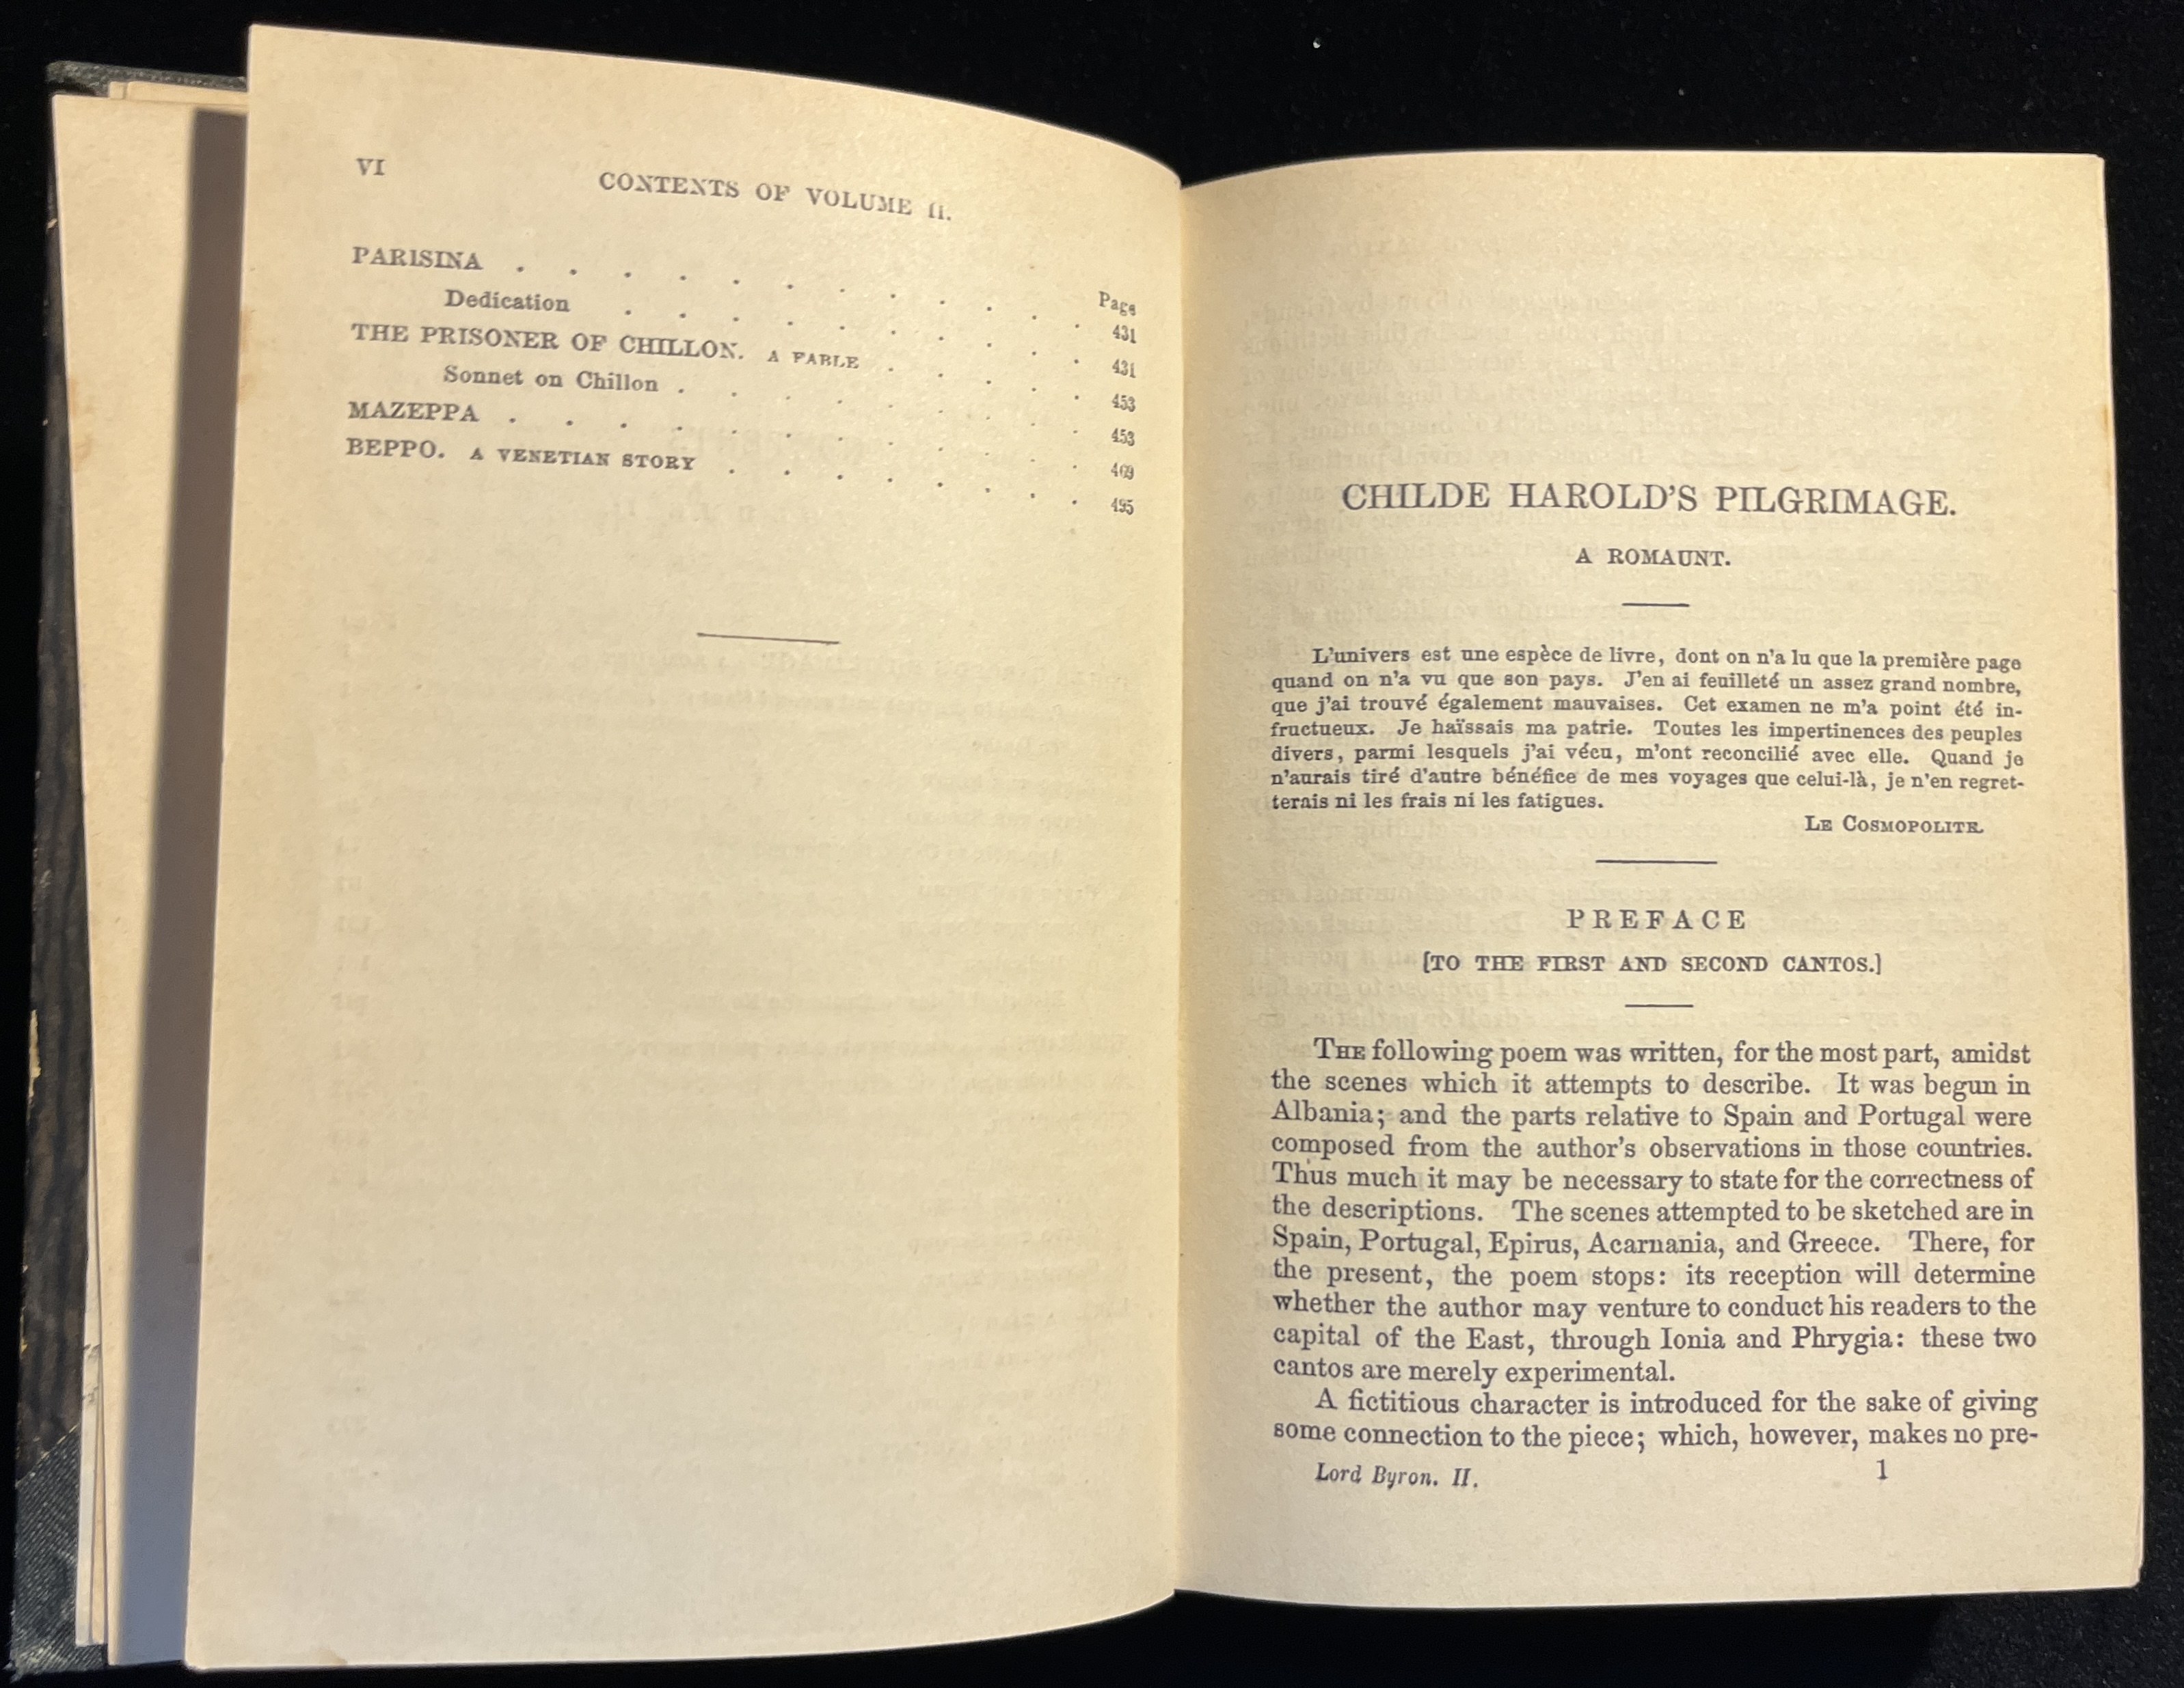 VI
CONTENTS OF VOLUME II.
Page
PARISINA . . . . . . . . . . . 431
Dedication . . . . . . . . . 431
THE PRISONER OF CHILLON. A FABLE . . . . 453
Sonnet on Chillon . . . . . . . . 453
MAZEPPA . . . . . . . . . . . 469
BEPPO. A VENETIAN STORY . . . . . . . 495
CHILDE HAROLD'S PILGRIMAGE.
A ROMAUNT.
L'univers est une espèce de livre, dont on n'a lu que la première page
quand on n'a vu que son pays. J'en ai feuilleté un assez grand nombre,
que j'ai trouvé également mauvaises. Cet examen ne m'a point été in-
fructueux. Je haïssais ma patrie. Toutes les impertinences des peuples
divers, parmi lesquels j'ai vécu, m'ont reconcilié avec elle. Quand je
n'aurais tiré d'autre bénéfice de mes voyages que celui-là, je n'en regret-
terais ni les frais ni les fatigues.
LE COSMOPOLITE.
PREFACE
[TO THE FIRST AND SECOND CANTOS.]
THE following poem was written, for the most part, amidst
the scenes which it attempts to describe. It was begun in
Albania; and the parts relative to Spain and Portugal were
composed from the author's observations in those countries.
Thus much it may be necessary to state for the correctness of
the descriptions. The scenes attempted to be sketched are in
Spain, Portugal, Epirus, Acarnania, and Greece. There, for
the present, the poem stops: its reception will determine
whether the author may venture to conduct his readers to the
capital of the East, through Ionia and Phrygia: these two
cantos are merely experimental.
A fictitious character is introduced for the sake of giving
some connection to the piece; which, however, makes no pre-
Lord Byron. II. 1